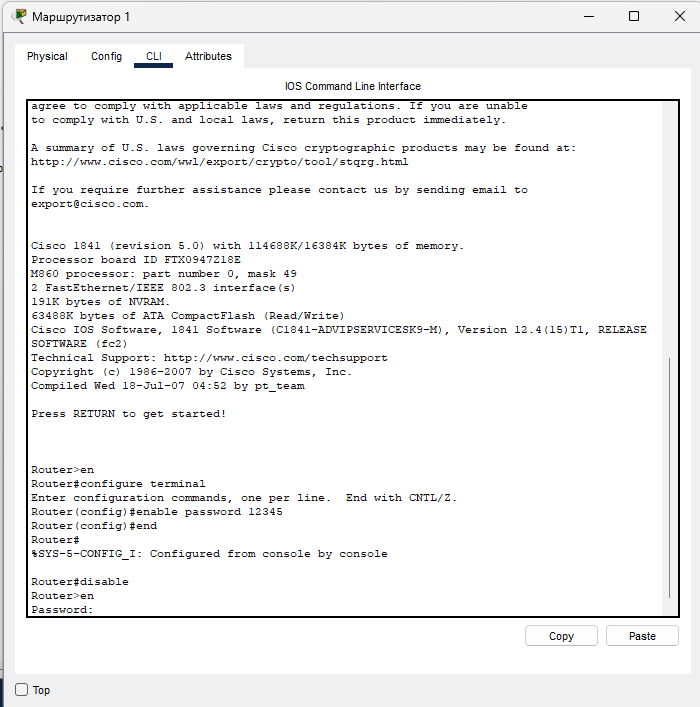 Маршрутизатор 1
Physical Config CLI Attributes
IOS Command Line Interface
agree to comply with applicable laws and regulations. If you are unable
to comply with U.S. and local laws, return this product immediately.
A summary of U.S. laws governing Cisco cryptographic products may be found at:
http://www.cisco.com/wwl/export/crypto/tool/stqrg.html
If you require further assistance please contact us by sending email to
export@cisco.com.
Cisco 1841 (revision 5.0) with 114688K/16384K bytes of memory.
Processor board ID FTX0947Z18E
M860 processor: part number 0, mask 49
2 FastEthernet/IEEE 802.3 interface(s)
191K bytes of NVRAM.
63488K bytes of ATA CompactFlash (Read/Write)
Cisco IOS Software, 1841 Software (C1841-ADVIPSERVICESK9-M), Version 12.4(15)T1, RELEASE
SOFTWARE (fc2)
Technical Support: http://www.cisco.com/techsupport
Copyright (c) 1986-2007 by Cisco Systems, Inc.
Compiled Wed 18-Jul-07 04:52 by pt_team
Press RETURN to get started!
Router>en
Router#configure terminal
Enter configuration commands, one per line.  End with CNTL/Z.
Router(config)#enable password 12345
Router(config)#end
Router#
%SYS-5-CONFIG_I: Configured from console by console
Router#disable
Router>en
Password:
Copy Paste
Top